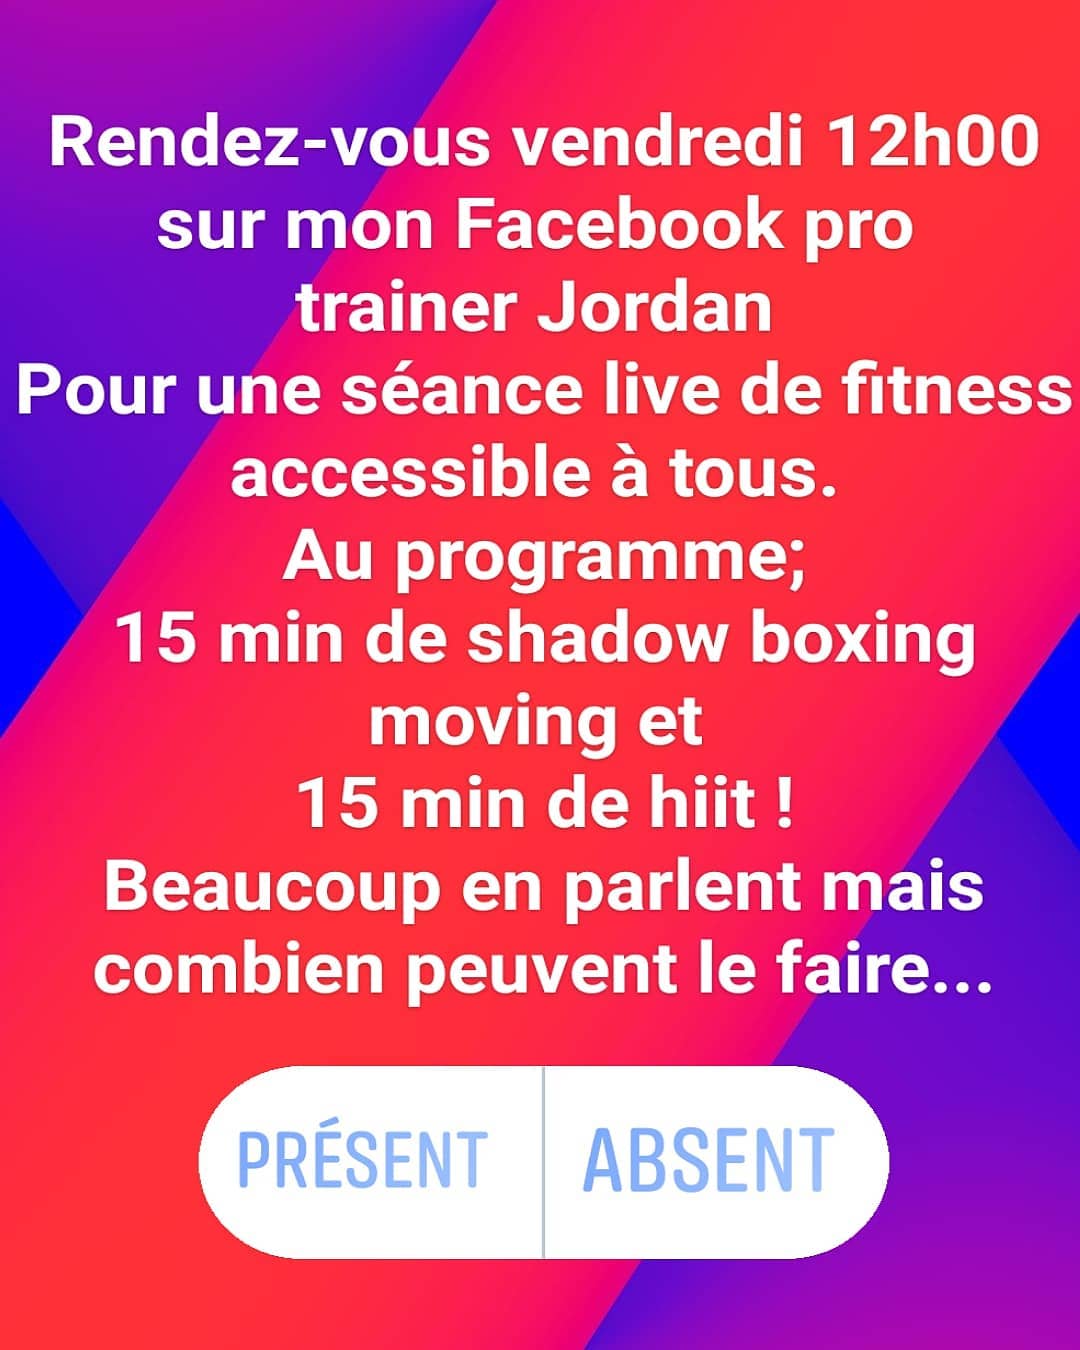 Rendez-vous vendredi 12h00
sur mon Facebook pro
trainer Jordan
Pour une séance live de fitness
accessible à tous.
Au programme;
15 min de shadow boxing
moving et
15 min de hiit !
Beaucoup en parlent mais
combien peuvent le faire...
PRÉSENT ABSENT